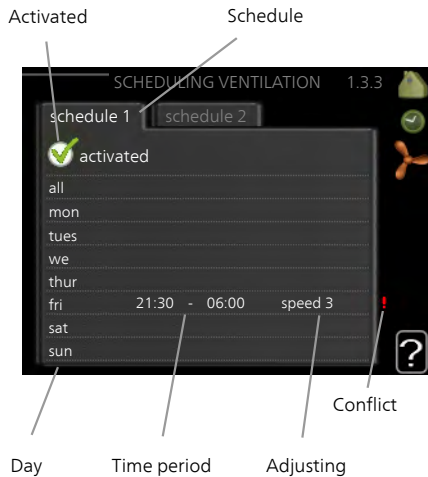 Activated Schedule
SCHEDULING VENTILATION 1.3.3
schedule 1 schedule 2
activated
all
mon
tues
we
thur
fri 21:30 - 06:00 speed 3 !
sat
sun
?
Conflict
Day Time period Adjusting